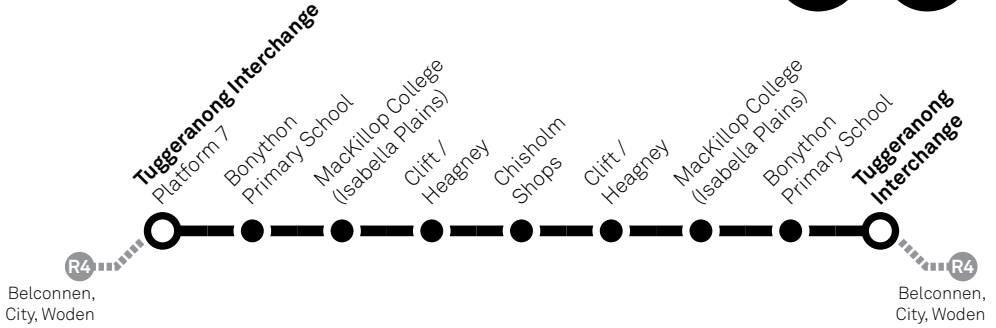 Tuggeranong Interchange
Platform 7
Bonython
Primary School
MacKillop College
(Isabella Plains)
Clift /
Heagney
Chisholm
Shops
Clift /
Heagney
MacKillop College
(Isabella Plains)
Bonython
Primary School
Tuggeranong
Interchange
R4
Belconnen,
City, Woden
R4
Belconnen,
City, Woden